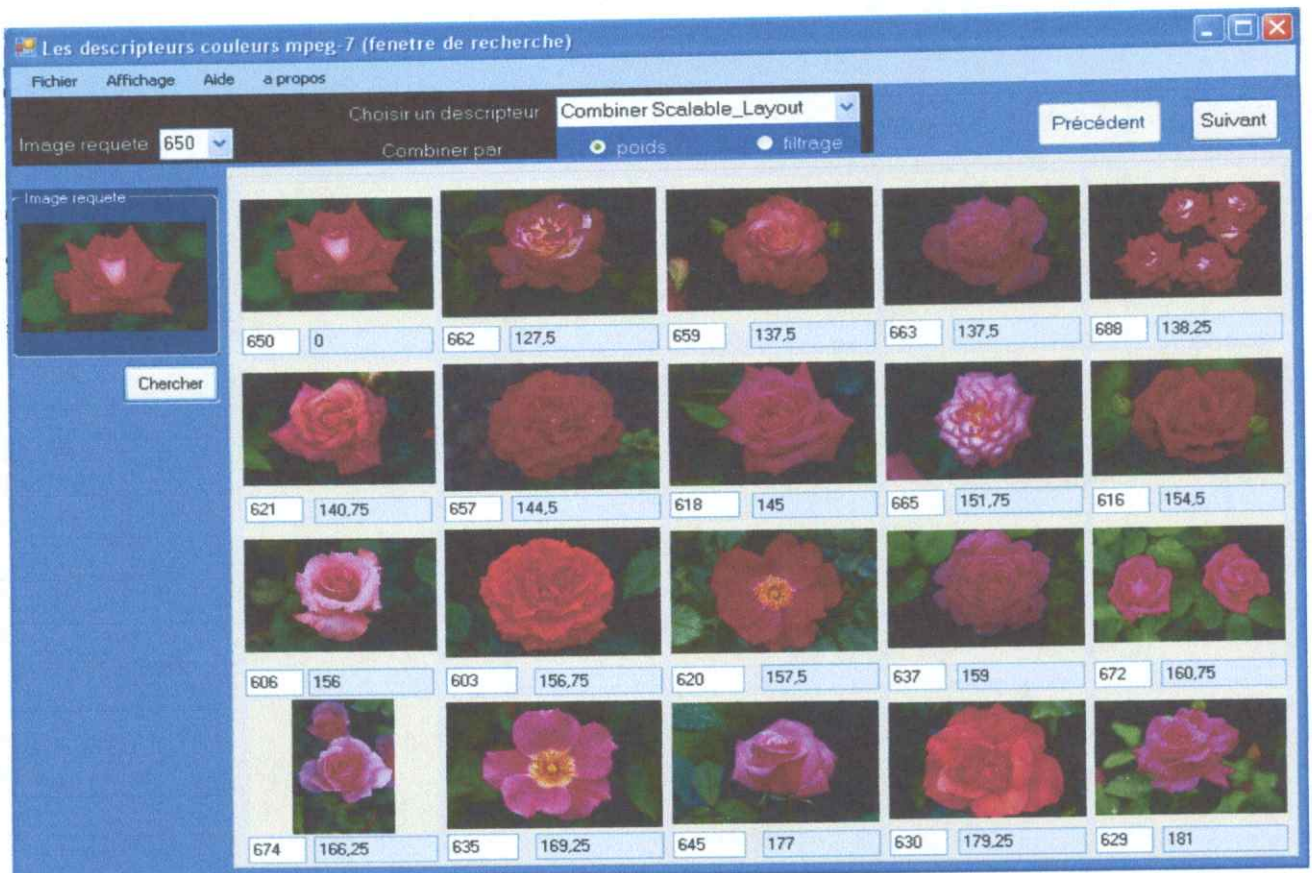 Les descripteurs couleurs mpeg-7 (fenetre de recherche)
Fichier Affichage Aide a propos
Choisir un descripteur Combiner Scalable_Layout
Précédent Suivant
Image requete 650
Combiner par poids filtrage
Image requete
Chercher
650 0 662 127,5 659 137,5 663 137,5 688 138,25
621 140,75 657 144,5 618 145 665 151,75 616 154,5
606 156 603 156,75 620 157,5 637 159 672 160,75
674 166,25 635 169,25 645 177 630 179,25 629 181